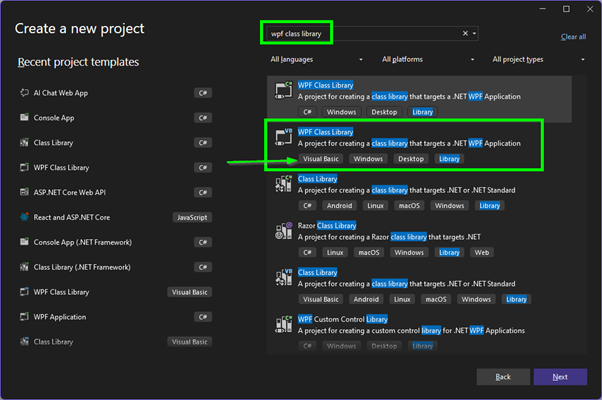 Create a new project
wpf class library
Clear all
Recent project templates
All languages
All platforms
All project types
AI Chat Web App
C#
Console App
C#
Class Library
C#
WPF Class Library
C#
ASP.NET Core Web API
C#
React and ASP.NET Core
JavaScript
Console App (.NET Framework)
C#
Class Library (.NET Framework)
C#
WPF Class Library
Visual Basic
WPF Application
C#
Class Library
Visual Basic
WPF Class Library
A project for creating a class library that targets a .NET WPF Application
C# Windows Desktop Library
VB
WPF Class Library
A project for creating a class library that targets a .NET WPF Application
Visual Basic Windows Desktop Library
Class Library
A project for creating a class library that targets .NET or .NET Standard
C# Android Linux macOS Windows Library
Razor Class Library
A project for creating a Razor class library that targets .NET
C# Linux macOS Windows Library Web
VB
Class Library
A project for creating a class library that targets .NET or .NET Standard
Visual Basic Android Linux macOS Windows Library
WPF Custom Control Library
A project for creating a custom control library for .NET WPF Applications
C# Windows Desktop Library
Back
Next